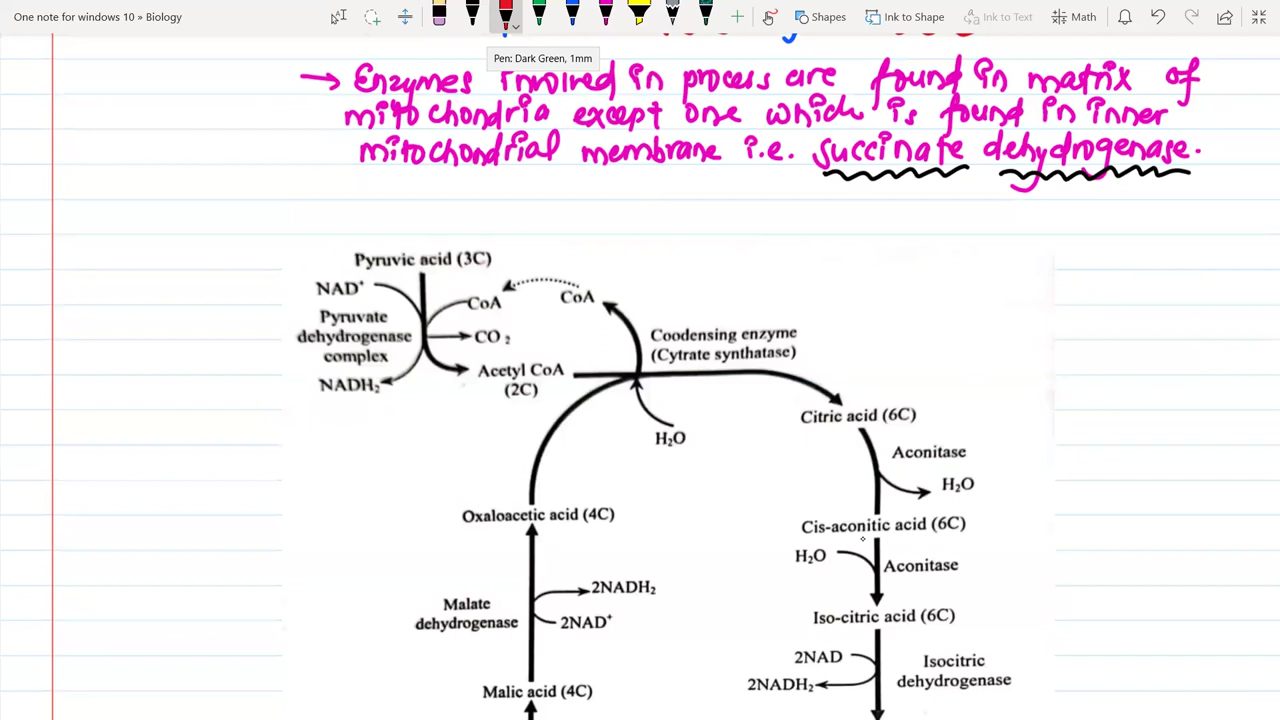 One note for windows 10 » Biology
Shapes
Ink to Shape
Ink to Text
Math
Pen: Dark Green, 1mm
→ Enzymes involved in process are found in matrix of
mitochondria except one which is found in inner
mitochondrial membrane i.e. succinate dehydrogenase.
Pyruvic acid (3C)
NAD⁺
CoA
CoA
Pyruvate
dehydrogenase
complex
CO₂
Coodensing enzyme
(Cytrate synthatase)
NADH₂
Acetyl CoA
(2C)
H₂O
Citric acid (6C)
Aconitase
H₂O
Oxaloacetic acid (4C)
Cis-aconitic acid (6C)
H₂O
Aconitase
2NADH₂
Malate
dehydrogenase
2NAD⁺
Iso-citric acid (6C)
2NAD
Isocitric
dehydrogenase
2NADH₂
Malic acid (4C)